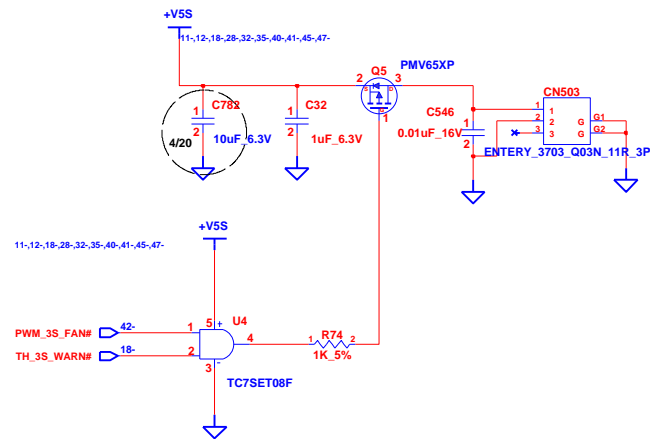 +V5S
11-,12-,18-,28-,32-,35-,40-,41-,45-,47-
Q5
PMV65XP
2
3
S
D
G
1
C782
1
2
10uF_6.3V
4/20
C32
1
2
1uF_6.3V
C546
1
2
0.01uF_16V
CN503
1
2
3
1
2
3
G
G
G1
G2
ENTERY_3703_Q03N_11R_3P
+V5S
11-,12-,18-,28-,32-,35-,40-,41-,45-,47-
U4
5
+
PWM_3S_FAN#
42-
1
4
TH_3S_WARN#
18-
2
3
-
TC7SET08F
R74
1
2
1K_5%